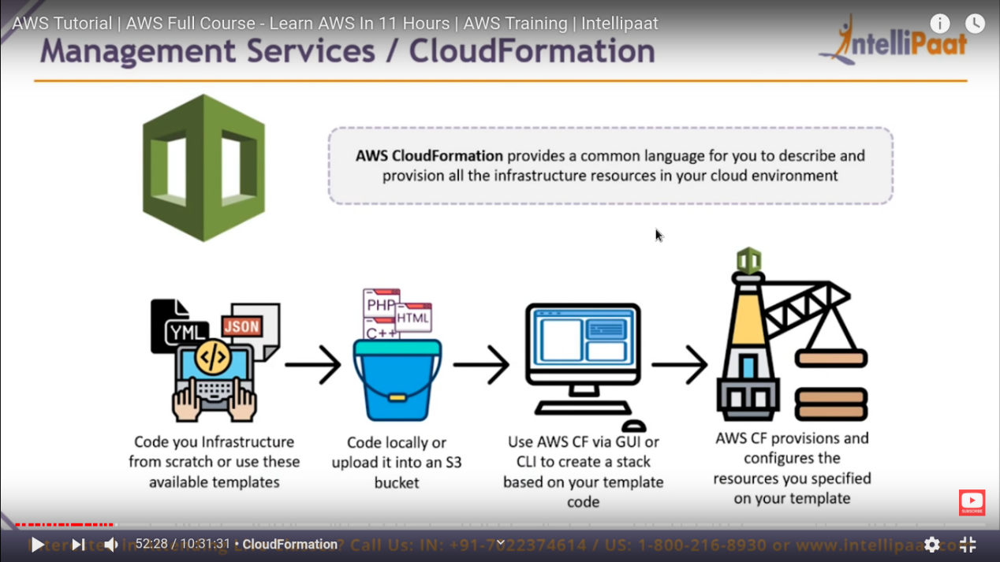 AWS Tutorial | AWS Full Course - Learn AWS In 11 Hours | AWS Training | Intellipaat
Management Services / CloudFormation
IntelliPaat
AWS CloudFormation provides a common language for you to describe and
provision all the infrastructure resources in your cloud environment
YML
JSON
PHP
HTML
C++
Code you Infrastructure
from scratch or use these
available templates
Code locally or
upload it into an S3
bucket
Use AWS CF via GUI or
CLI to create a stack
based on your template
code
AWS CF provisions and
configures the
resources you specified
on your template
SUBSCRIBE
52:28 / 10:31:31 • CloudFormation
? Call Us: IN: +91-7022374614 / US: 1-800-216-8930 or www.intellipaat.com